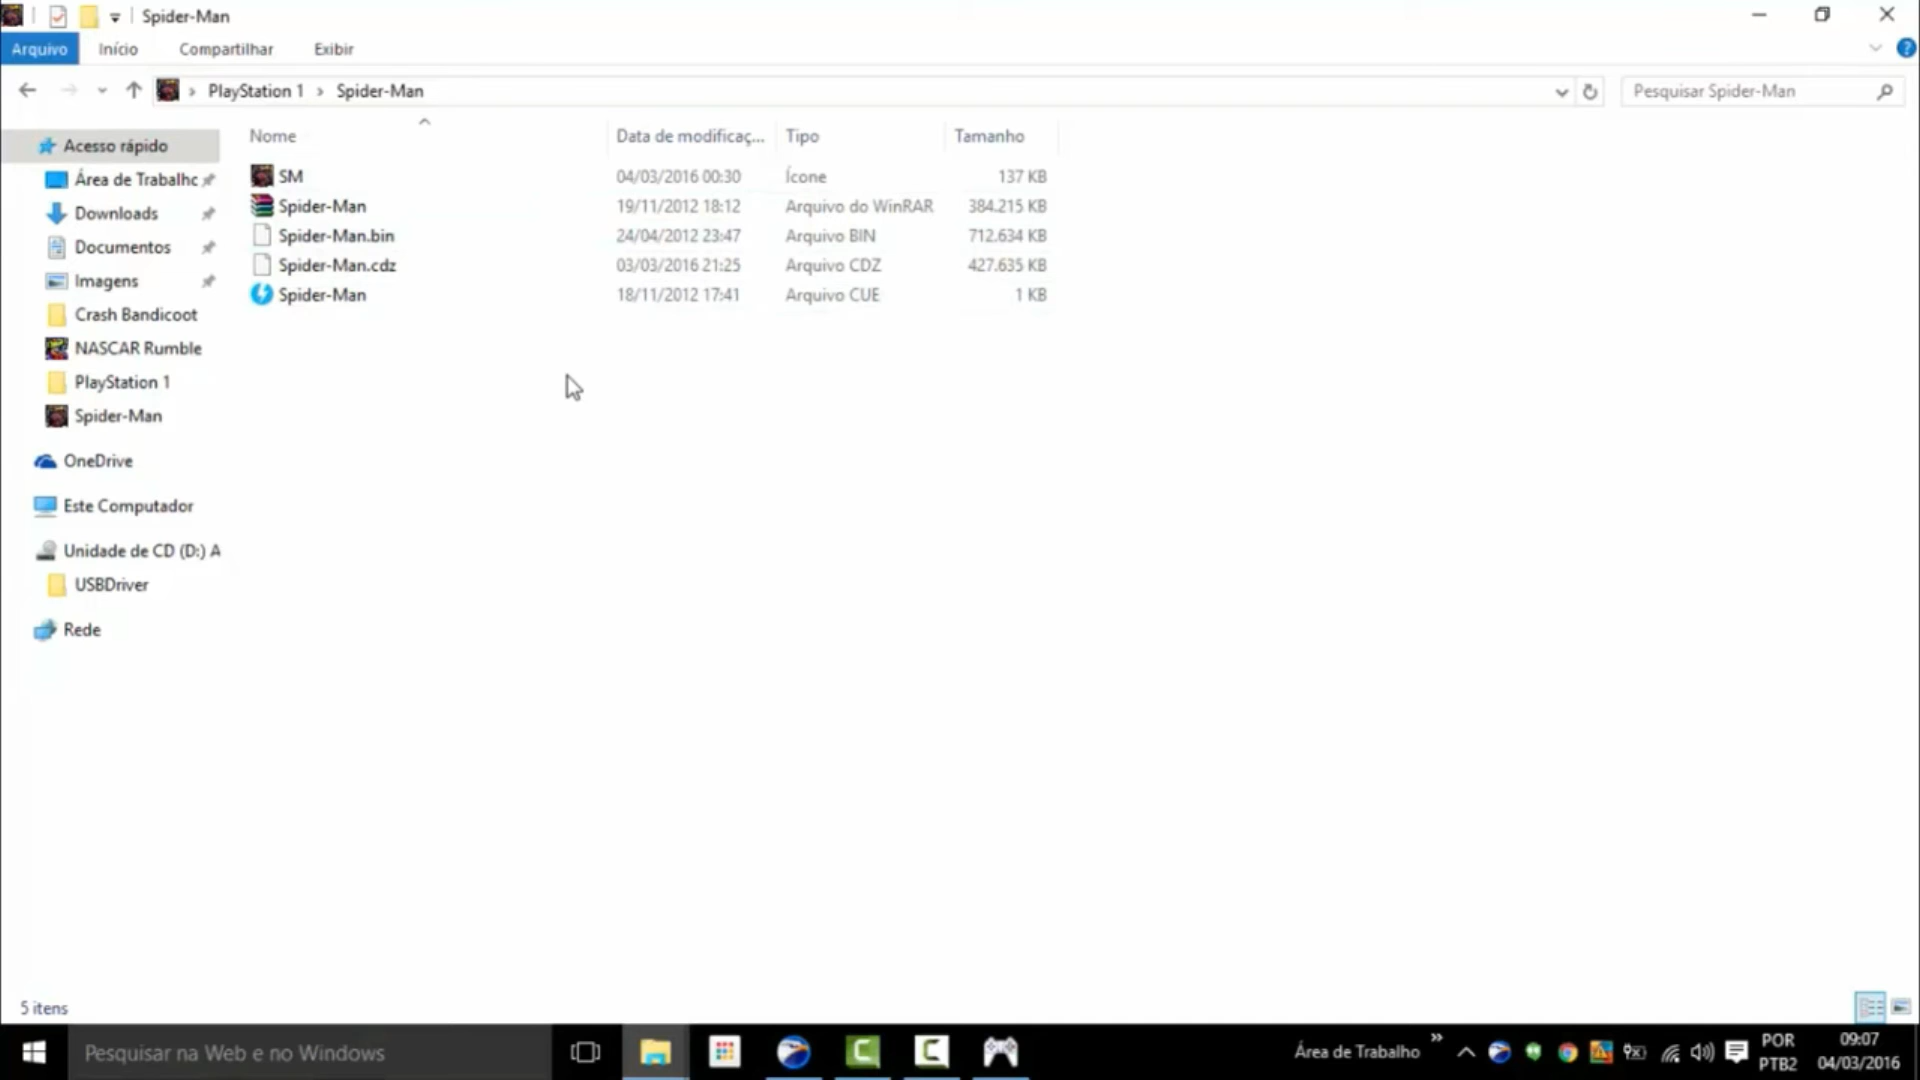 Spider-Man
Arquivo Início Compartilhar Exibir
PlayStation 1 Spider-Man Pesquisar Spider-Man
Nome Data de modificaç... Tipo Tamanho
Acesso rápido
Área de Trabalhc
Downloads
Documentos
Imagens
Crash Bandicoot
NASCAR Rumble
PlayStation 1
Spider-Man
OneDrive
Este Computador
Unidade de CD (D:) A
USBDriver
Rede
SM 04/03/2016 00:30 Ícone 137 KB
Spider-Man 19/11/2012 18:12 Arquivo do WinRAR 384.215 KB
Spider-Man.bin 24/04/2012 23:47 Arquivo BIN 712.634 KB
Spider-Man.cdz 03/03/2016 21:25 Arquivo CDZ 427.635 KB
Spider-Man 18/11/2012 17:41 Arquivo CUE 1 KB
5 itens
Pesquisar na Web e no Windows
Área de Trabalho
POR
PTB2
09:07
04/03/2016